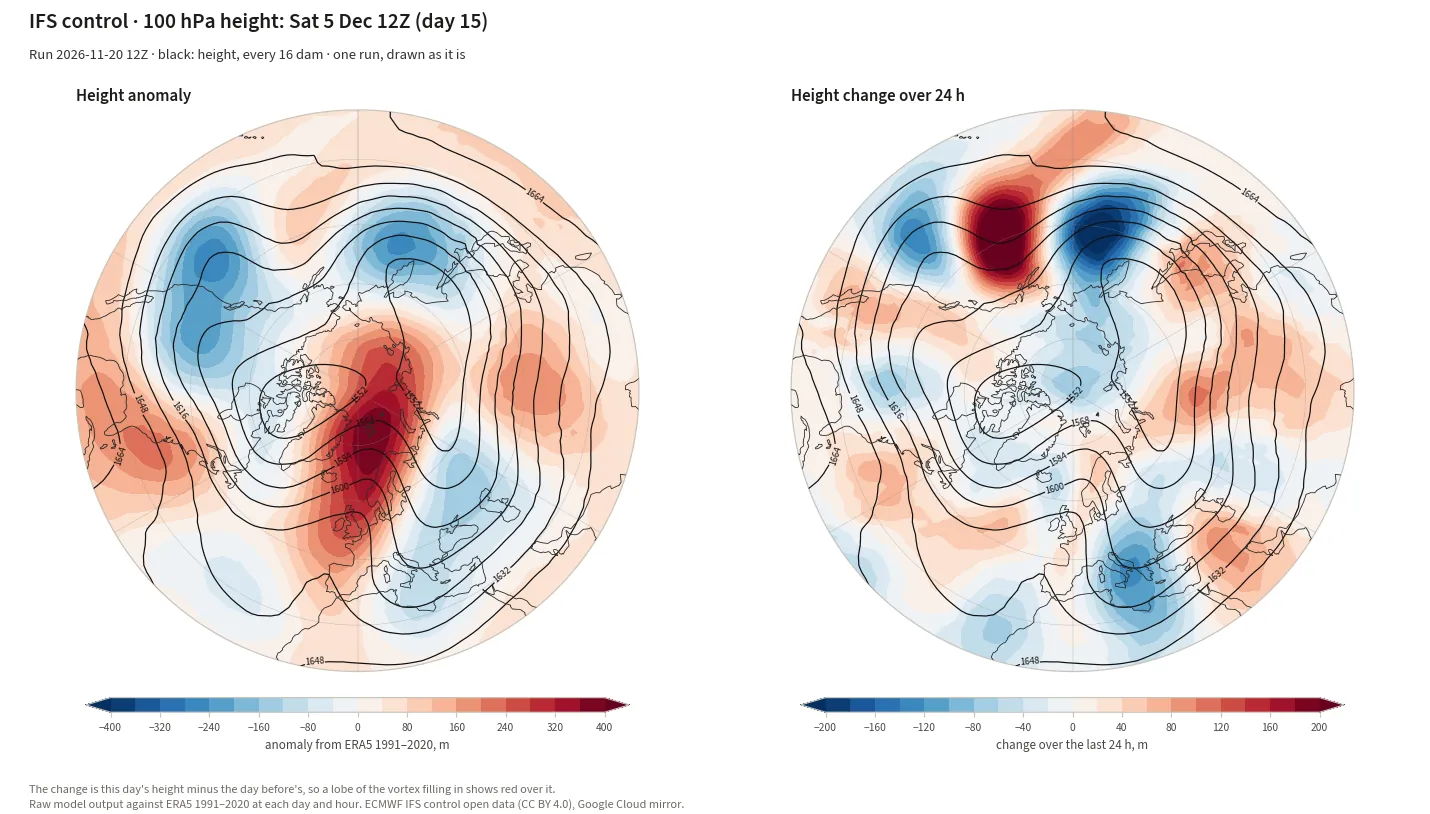 IFS control · 100 hPa height: Sat 5 Dec 12Z (day 15)
Run 2026-11-20 12Z · black: height, every 16 dam · one run, drawn as it is
Height anomaly
Height change over 24 h
1664
1648
1616
1664
1552
1552
1568
1584
1600
1632
1648
1664
1648
1616
1664
1552
1552
1568
1584
1600
1632
1648
−400 −320 −240 −160 −80 0 80 160 240 320 400
anomaly from ERA5 1991–2020, m
−200 −160 −120 −80 −40 0 40 80 120 160 200
change over the last 24 h, m
The change is this day's height minus the day before's, so a lobe of the vortex filling in shows red over it.
Raw model output against ERA5 1991–2020 at each day and hour. ECMWF IFS control open data (CC BY 4.0), Google Cloud mirror.